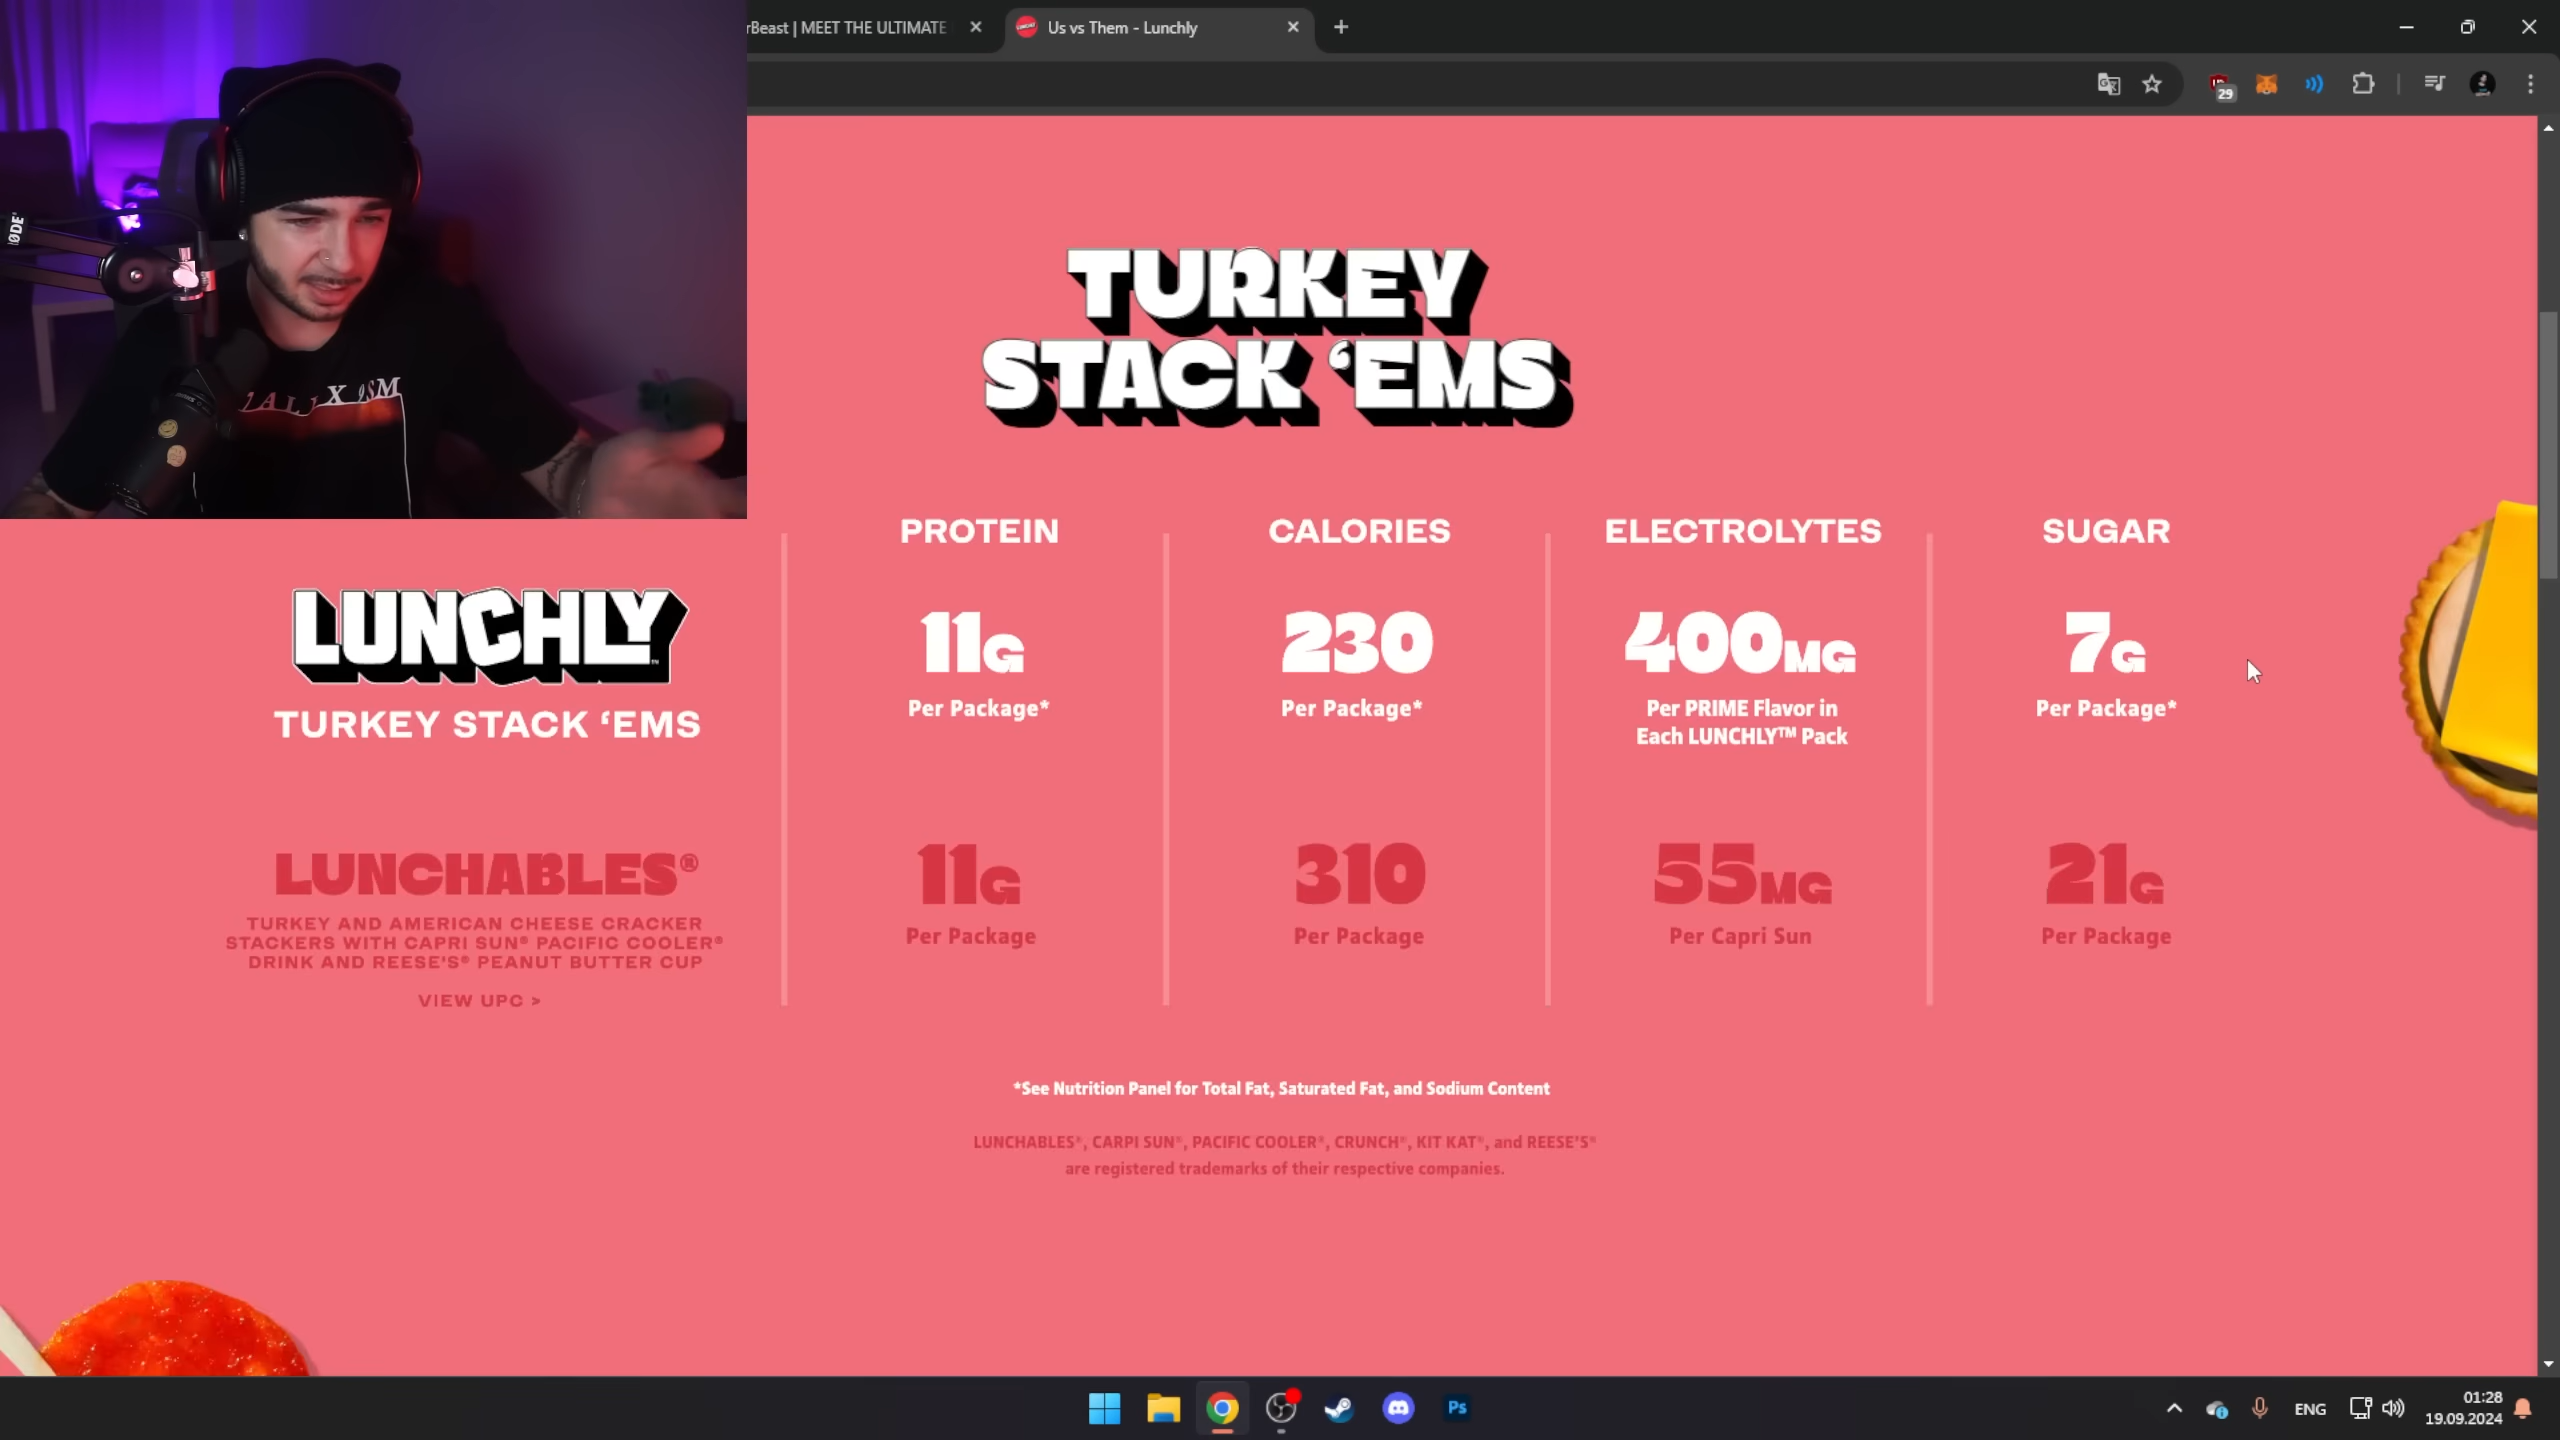 rBeast | MEET THE ULTIMATE
Us vs Them - Lunchly
29
TURKEY
STACK ‘EMS
PROTEIN
CALORIES
ELECTROLYTES
SUGAR
LUNCHLY™
TURKEY STACK ‘EMS
11G
Per Package*
230
Per Package*
400MG
Per PRIME Flavor in
Each LUNCHLY™ Pack
7G
Per Package*
LUNCHABLES®
TURKEY AND AMERICAN CHEESE CRACKER
STACKERS WITH CAPRI SUN® PACIFIC COOLER®
DRINK AND REESE'S® PEANUT BUTTER CUP
VIEW UPC >
11G
Per Package
310
Per Package
55MG
Per Capri Sun
21G
Per Package
*See Nutrition Panel for Total Fat, Saturated Fat, and Sodium Content
LUNCHABLES®, CARPI SUN®, PACIFIC COOLER®, CRUNCH®, KIT KAT®, and REESE'S®
are registered trademarks of their respective companies.
Ps
ENG
01:28
19.09.2024